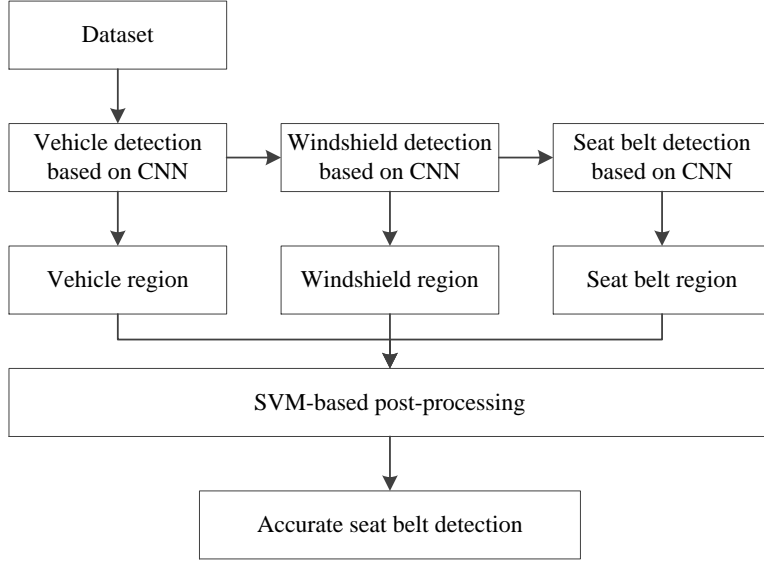 Dataset
Vehicle detection
based on CNN
Windshield detection
based on CNN
Seat belt detection
based on CNN
Vehicle region
Windshield region
Seat belt region
SVM-based post-processing
Accurate seat belt detection